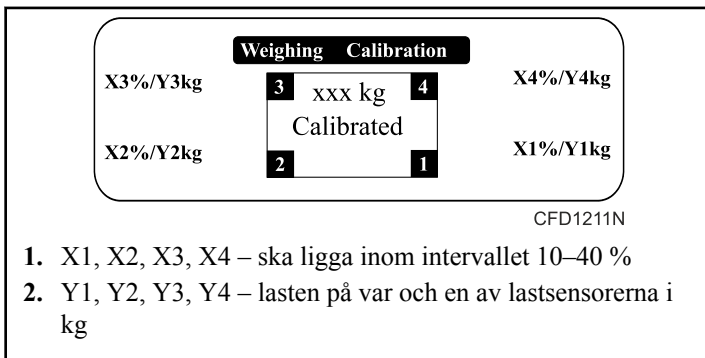 Weighing Calibration
X3%/Y3kg
3
xxx kg
4
X4%/Y4kg
Calibrated
X2%/Y2kg
2
1
X1%/Y1kg
CFD1211N
1. X1, X2, X3, X4 – ska ligga inom intervallet 10–40 %
2. Y1, Y2, Y3, Y4 – lasten på var och en av lastsensorerna i
kg